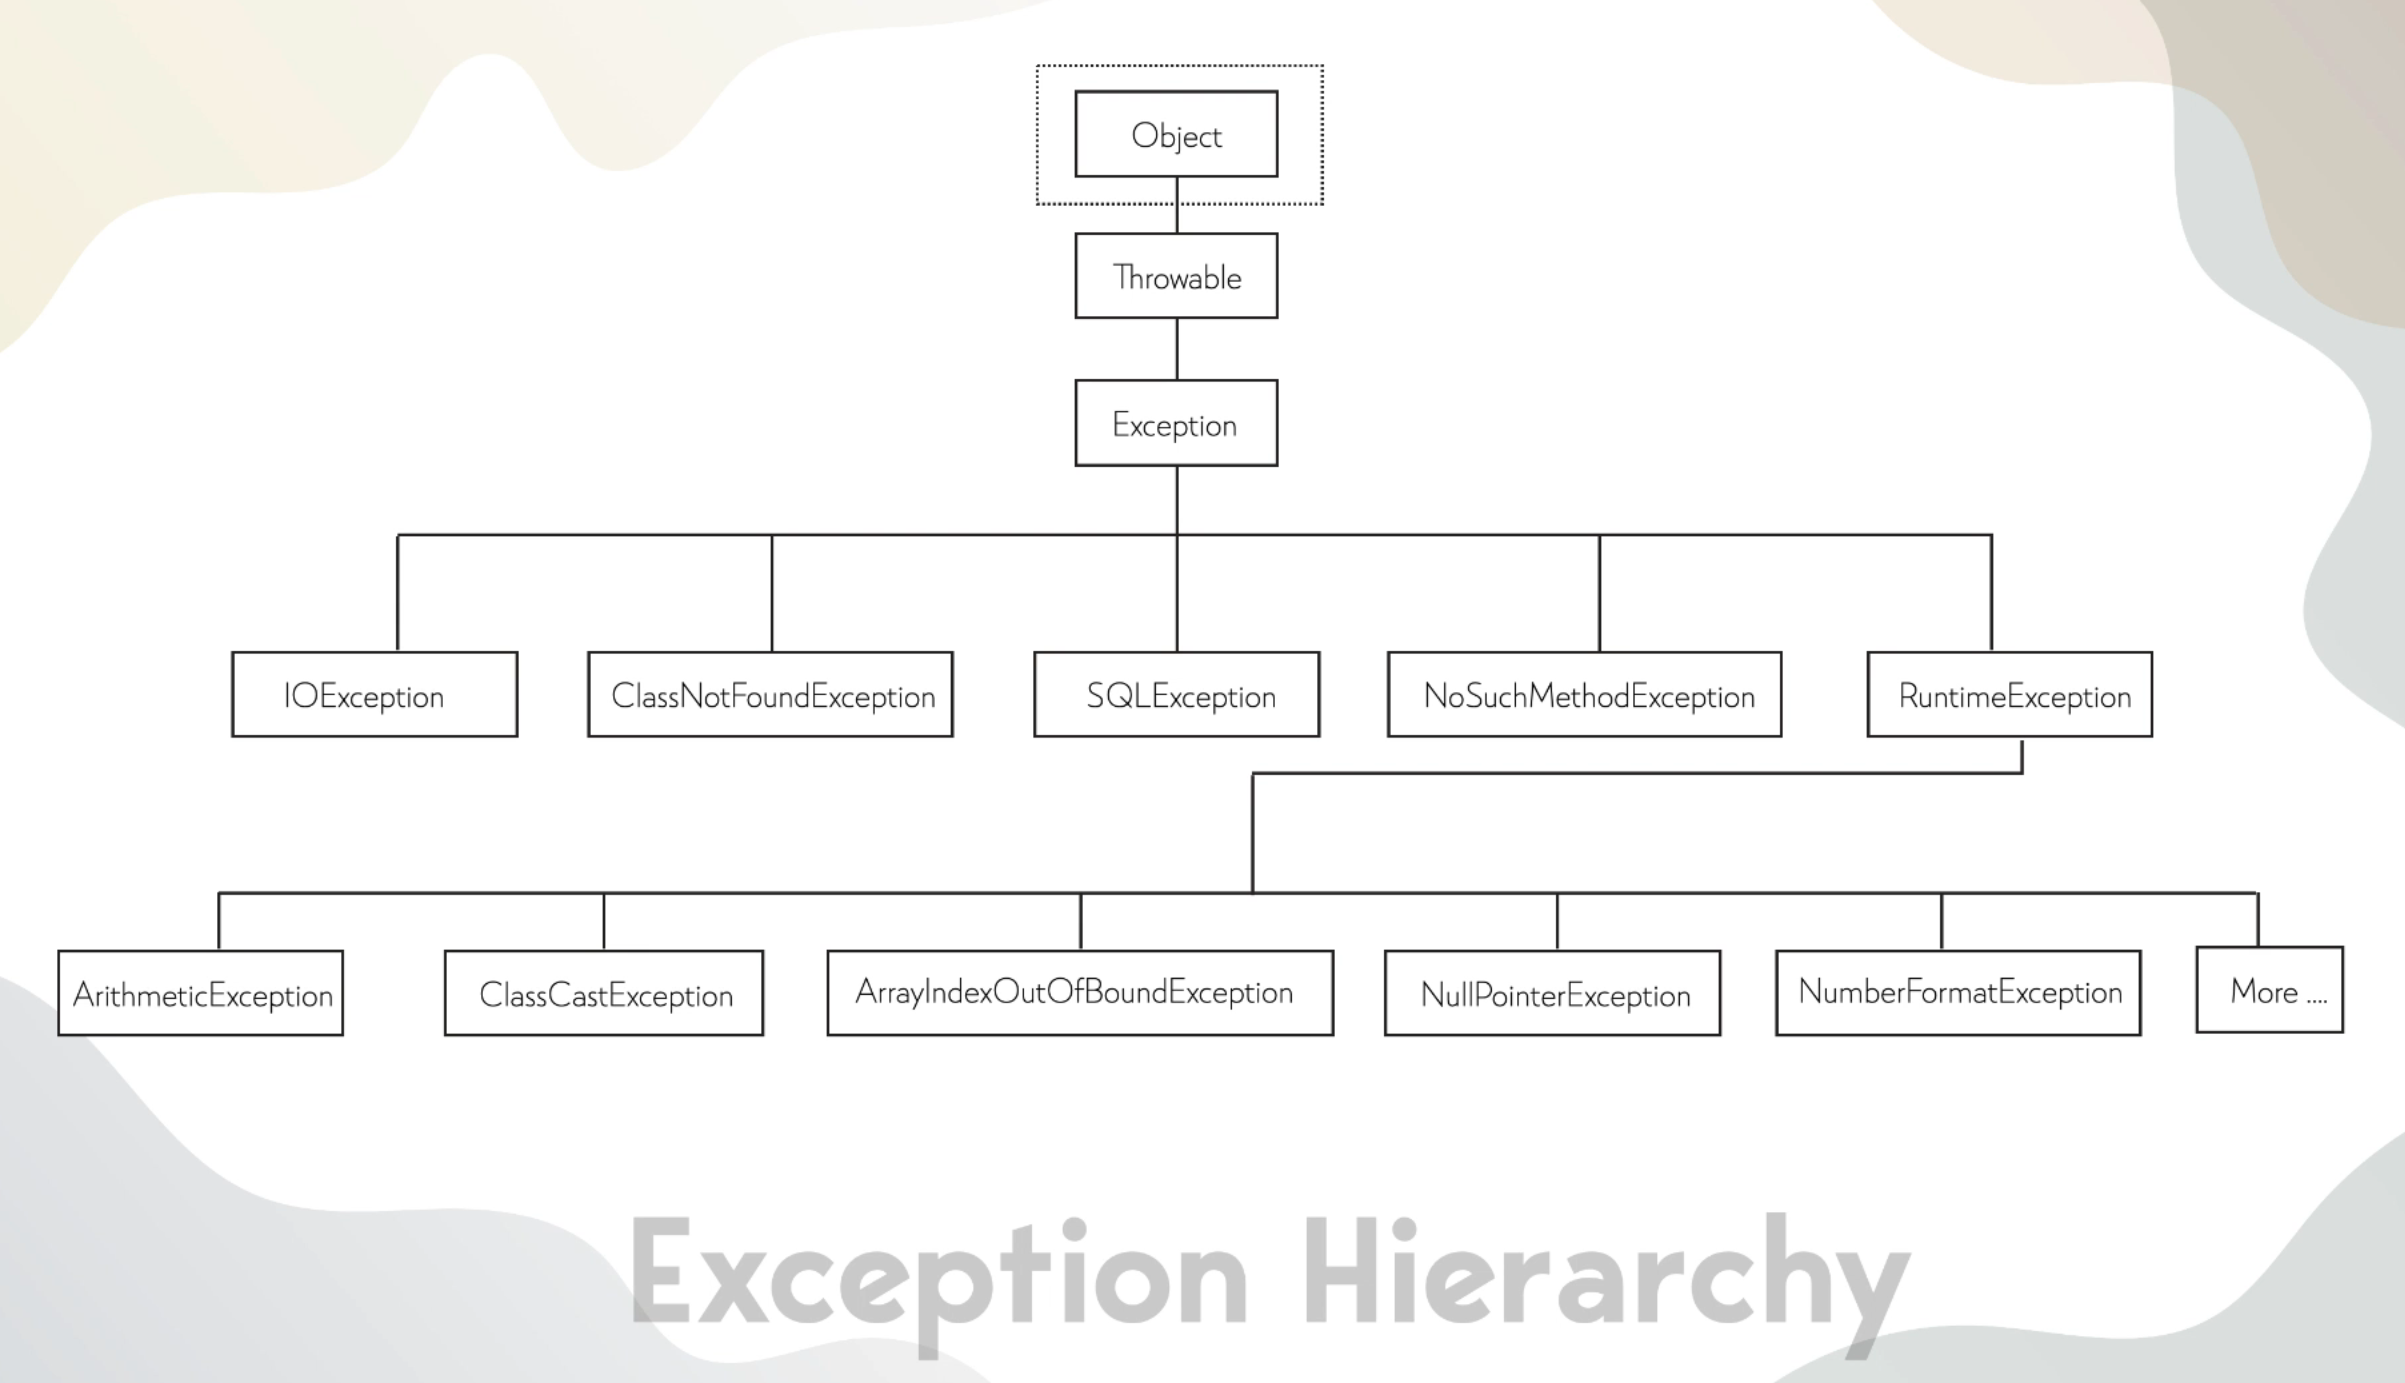 Object
Throwable
Exception
IOException
ClassNotFoundException
SQLException
NoSuchMethodException
RuntimeException
ArithmeticException
ClassCastException
ArrayIndexOutOfBoundException
NullPointerException
NumberFormatException
More ....
Exception Hierarchy